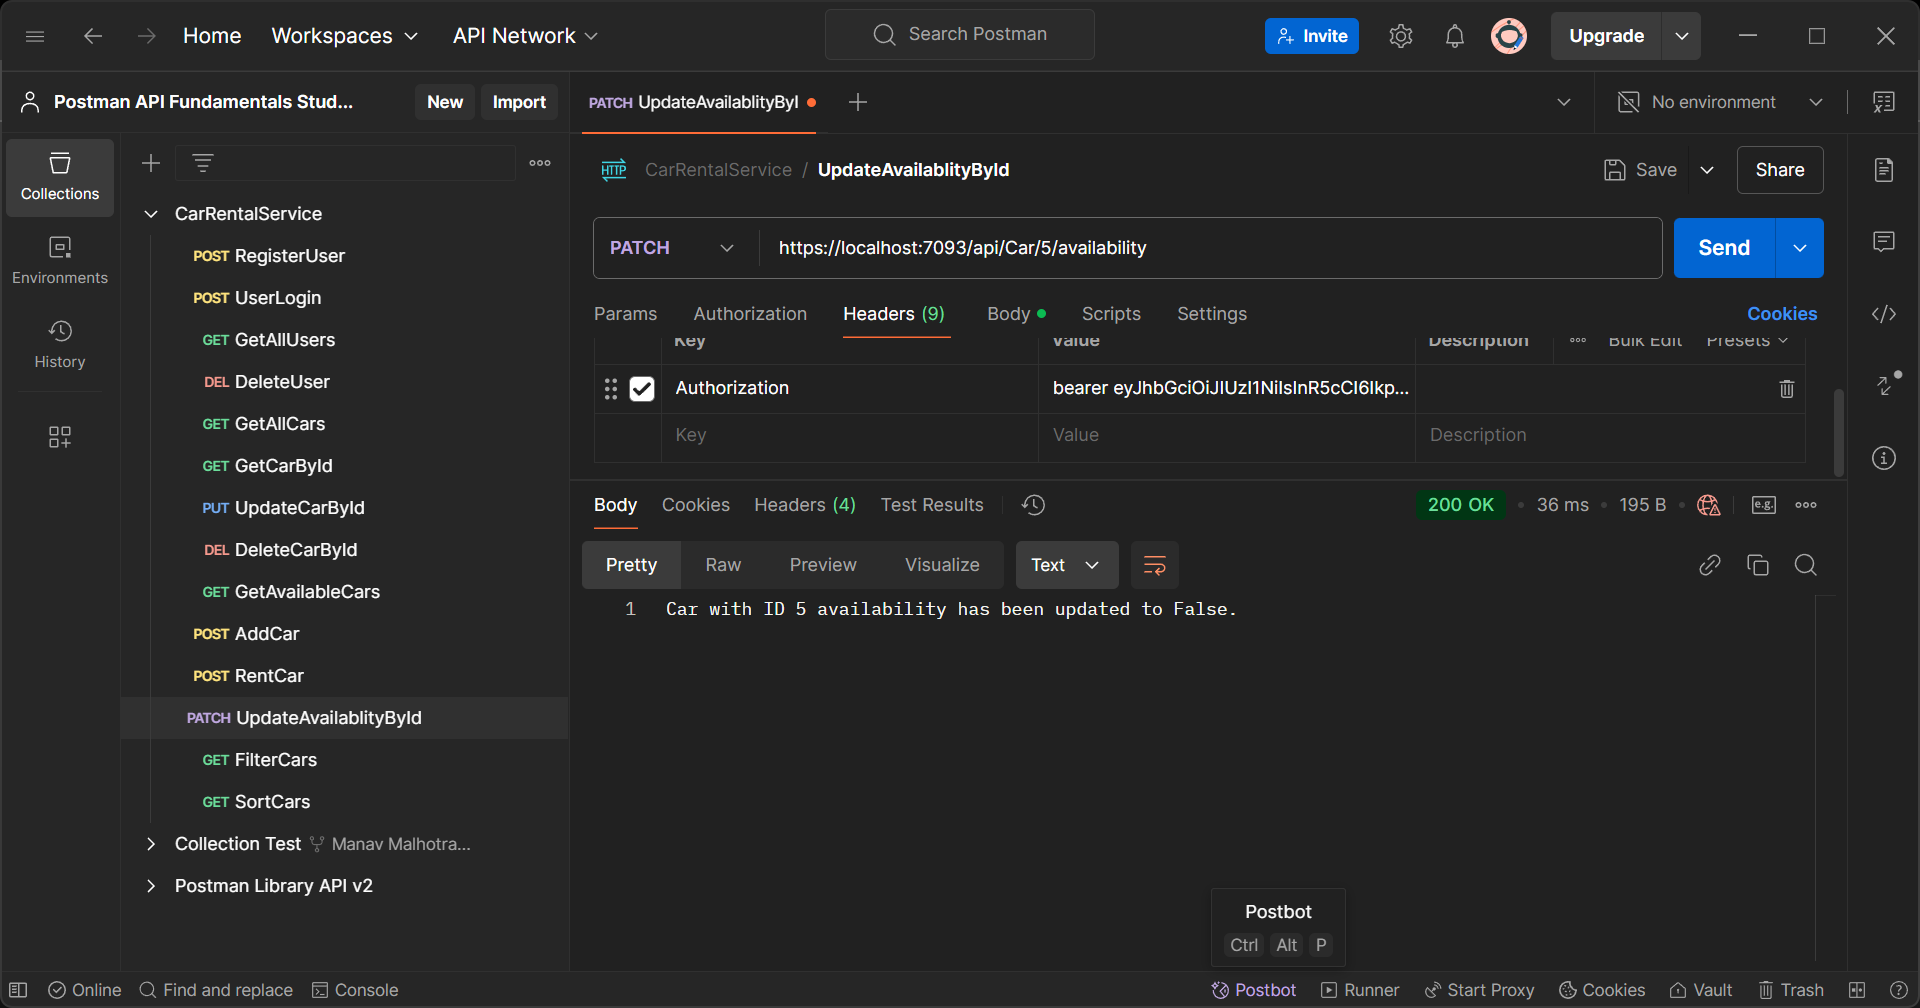 Home Workspaces API Network Search Postman Invite Upgrade
Postman API Fundamentals Stud... New Import PATCH UpdateAvailablityByI No environment
Collections
Environments
History
CarRentalService
POST RegisterUser
POST UserLogin
GET GetAllUsers
DEL DeleteUser
GET GetAllCars
GET GetCarById
PUT UpdateCarById
DEL DeleteCarById
GET GetAvailableCars
POST AddCar
POST RentCar
PATCH UpdateAvailablityById
GET FilterCars
GET SortCars
Collection Test Manav Malhotra...
Postman Library API v2
HTTP CarRentalService / UpdateAvailablityById Save Share
PATCH https://localhost:7093/api/Car/5/availability Send
Params Authorization Headers (9) Body Scripts Settings Cookies
Key Value Description Bulk Edit Presets
Authorization bearer eyJhbGciOiJIUzI1NiIsInR5cCI6Ikp...
Key Value Description
Body Cookies Headers (4) Test Results 200 OK 36 ms 195 B e.g.
Pretty Raw Preview Visualize Text
1 Car with ID 5 availability has been updated to False.
Postbot
Ctrl Alt P
Online Find and replace Console Postbot Runner Start Proxy Cookies Vault Trash